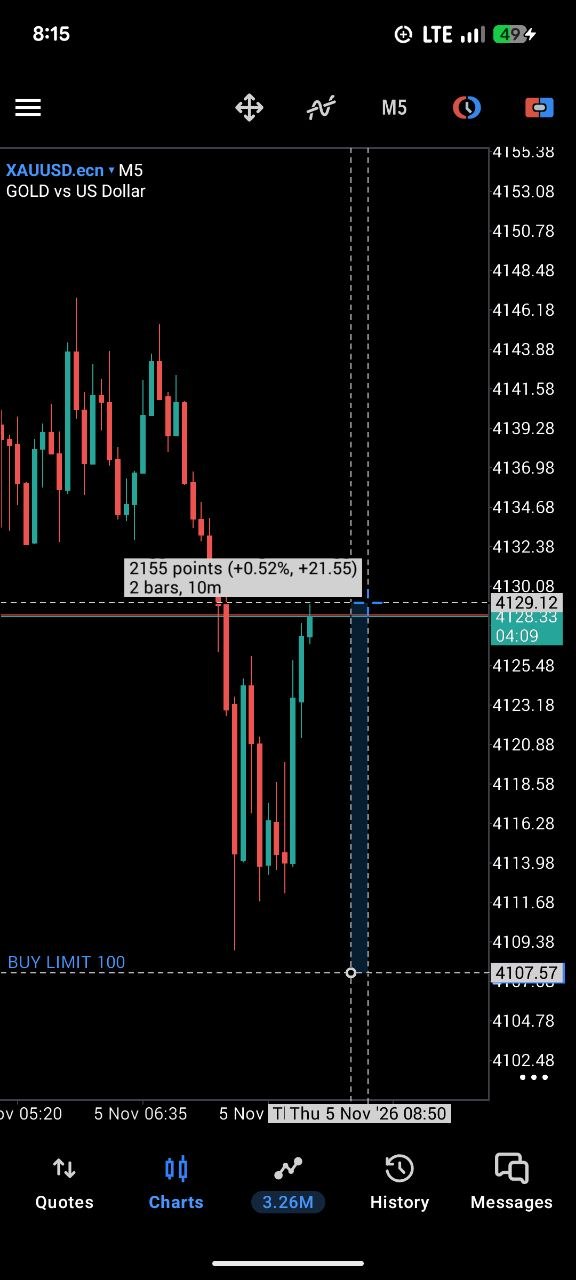 8:15
LTE
49
M5
XAUUSD.ecn ▾ M5
GOLD vs US Dollar
4155.38
4153.08
4150.78
4148.48
4146.18
4143.88
4141.58
4139.28
4136.98
4134.68
4132.38
2155 points (+0.52%, +21.55)
2 bars, 10m
4130.08
4129.12
4128.33
04:09
4125.48
4123.18
4120.88
4118.58
4116.28
4113.98
4111.68
4109.38
BUY LIMIT 100
4107.57
4104.78
4102.48
ov 05:20
5 Nov 06:35
5 Nov
Thu 5 Nov '26 08:50
Quotes
Charts
3.26M
History
Messages